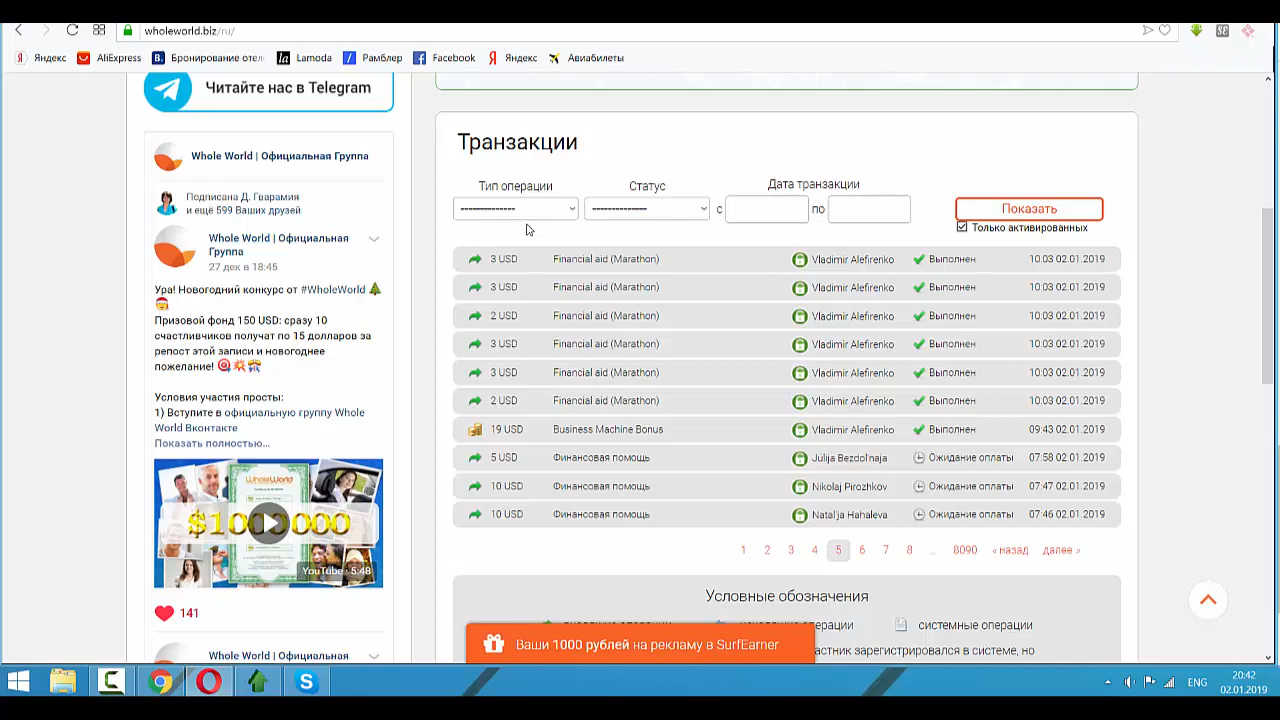 wholeworld.biz/ru/
Яндекс AliExpress Бронирование отел Lamoda Рамблер Facebook Яндекс Авиабилеты
Читайте нас в Telegram
Whole World | Официальная Группа
Подписана Д. Гварамия
и ещё 599 Ваших друзей
Whole World | Официальная
Группа
27 дек в 18:45
Ура! Новогодний конкурс от #WholeWorld
Призовой фонд 150 USD: сразу 10
счастливчиков получат по 15 долларов за
репост этой записи и новогоднее
пожелание!
Условия участия просты:
1) Вступите в официальную группу Whole
World Вконтакте
Показать полностью...
WholeWorld
$1000000
YouTube · 5:48
141
Whole World | Официальная
Транзакции
Тип операции Статус Дата транзакции
-------------- -------------- с по Показать
Только активированных
3 USD Financial aid (Marathon) Vladimir Alefirenko Выполнен 10:03 02.01.2019
3 USD Financial aid (Marathon) Vladimir Alefirenko Выполнен 10:03 02.01.2019
2 USD Financial aid (Marathon) Vladimir Alefirenko Выполнен 10:03 02.01.2019
3 USD Financial aid (Marathon) Vladimir Alefirenko Выполнен 10:03 02.01.2019
3 USD Financial aid (Marathon) Vladimir Alefirenko Выполнен 10:03 02.01.2019
2 USD Financial aid (Marathon) Vladimir Alefirenko Выполнен 10:03 02.01.2019
19 USD Business Machine Bonus Vladimir Alefirenko Выполнен 09:43 02.01.2019
5 USD Финансовая помощь Julija Bezdol'naja Ожидание оплаты 07:58 02.01.2019
10 USD Финансовая помощь Nikolaj Pirozhkov Ожидание оплаты 07:47 02.01.2019
10 USD Финансовая помощь Natal'ja Hahaleva Ожидание оплаты 07:46 02.01.2019
1 2 3 4 5 6 7 8 .. 8090 « назад далее »
Условные обозначения
операции системные операции
Ваши 1000 рублей на рекламу в SurfEarner
зарегистрировался в системе, но
ENG
20:42
02.01.2019